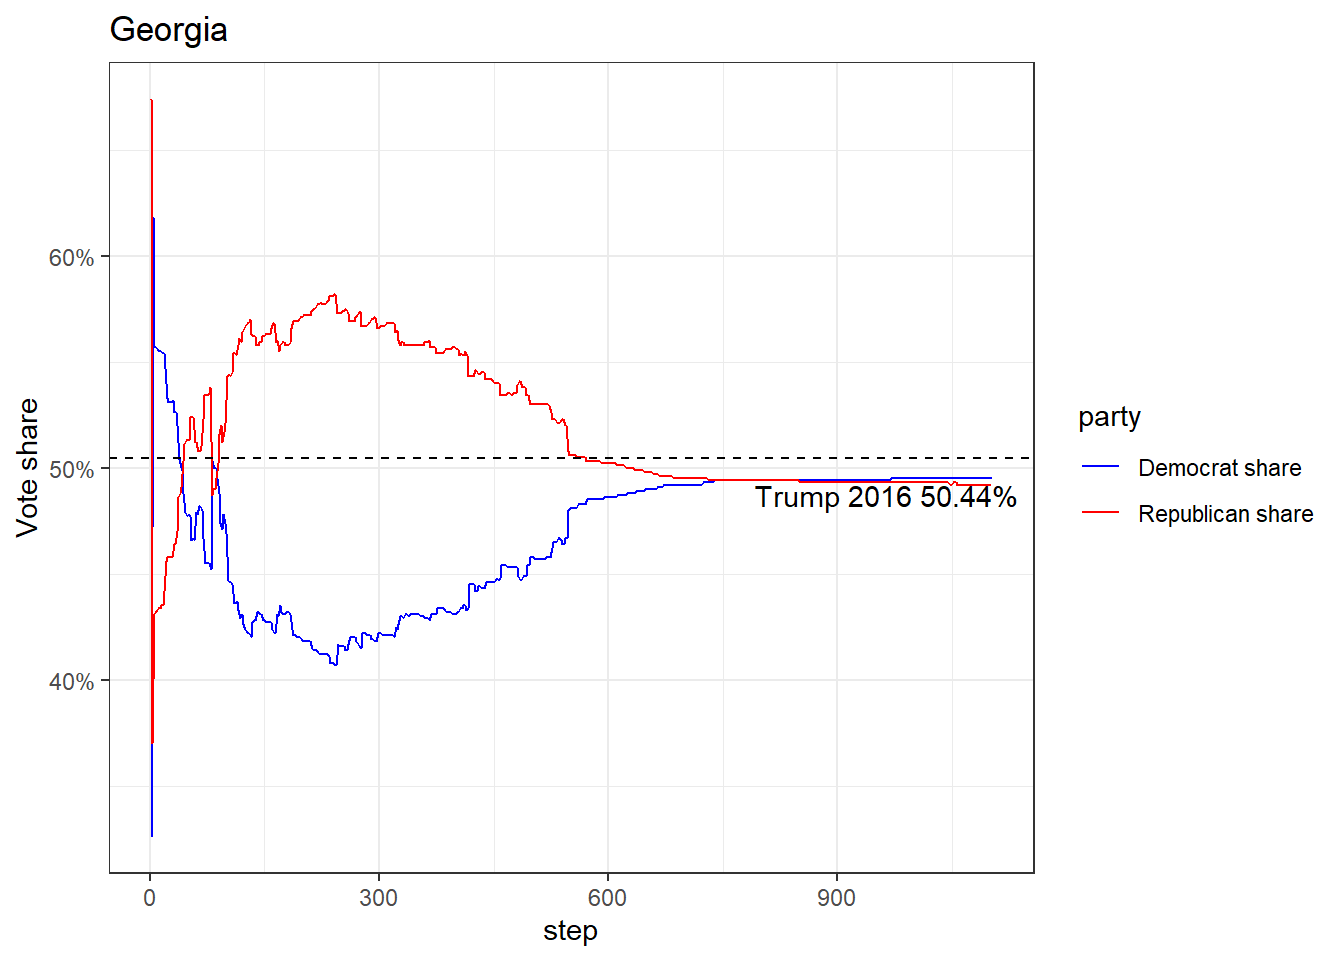 Georgia
Vote share
60%
50%
40%
Trump 2016 50.44%
0 300 600 900
step
party
Democrat share
Republican share